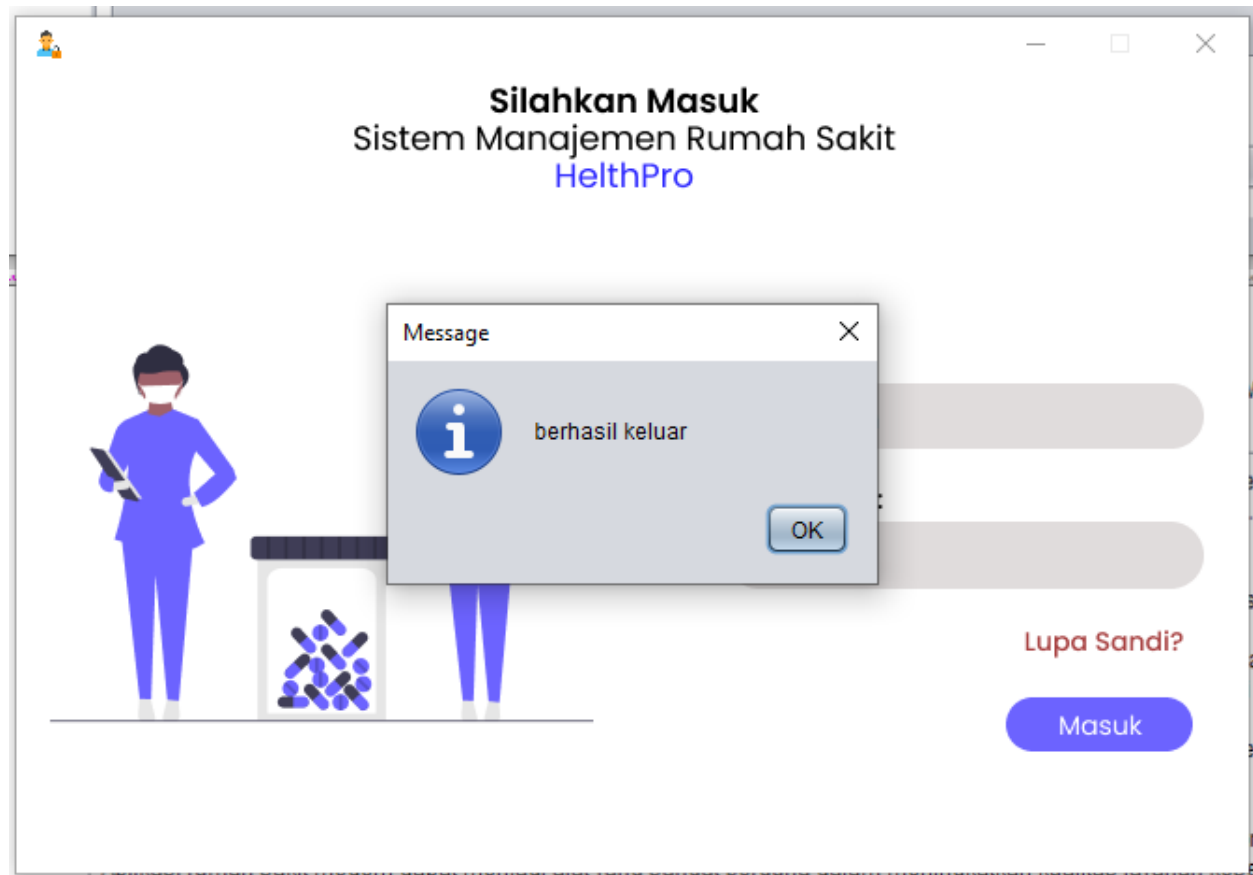 Silahkan Masuk
Sistem Manajemen Rumah Sakit
HelthPro
Message
berhasil keluar
:
OK
Lupa Sandi?
Masuk